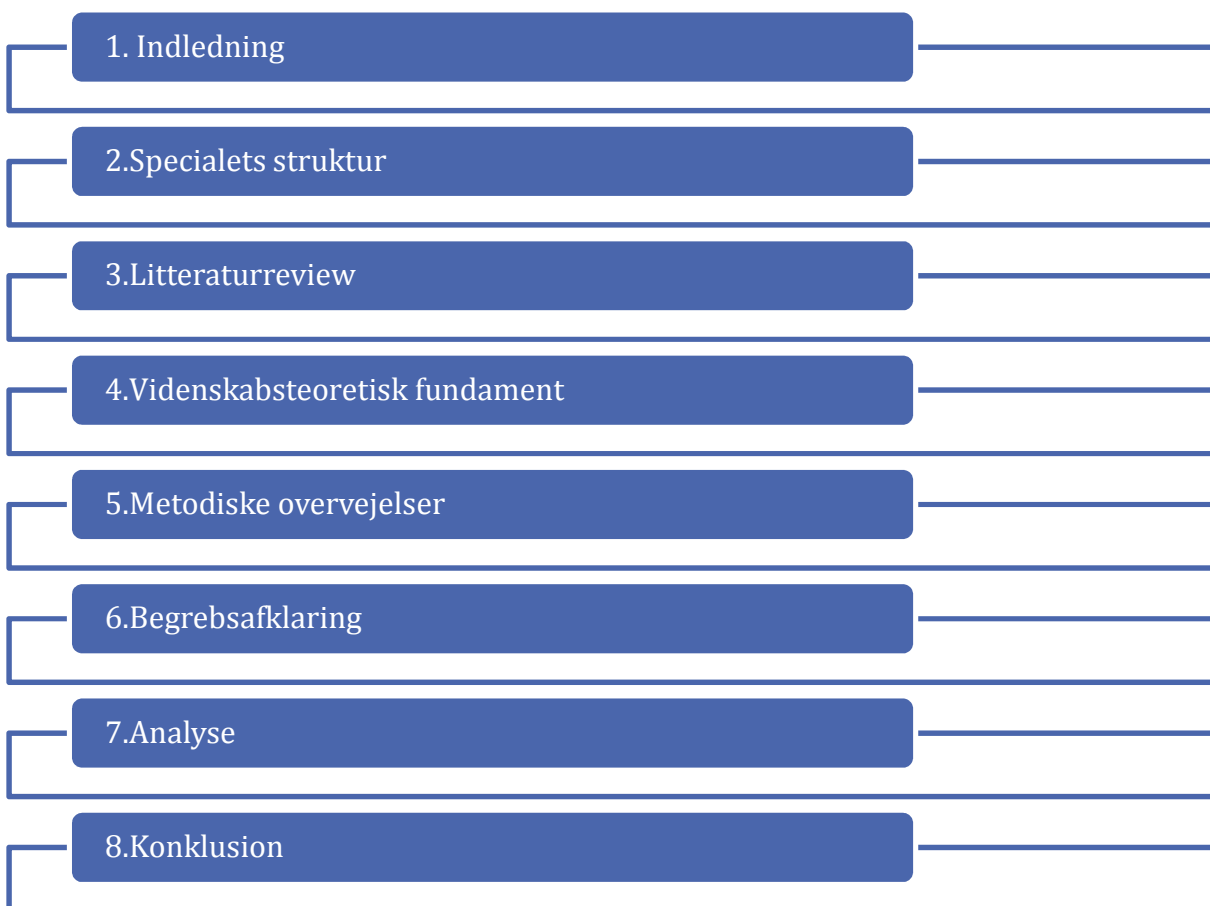 1. Indledning
2.Specialets struktur
3.Litteraturreview
4.Videnskabsteoretisk fundament
5.Metodiske overvejelser
6.Begrebsafklaring
7.Analyse
8.Konklusion